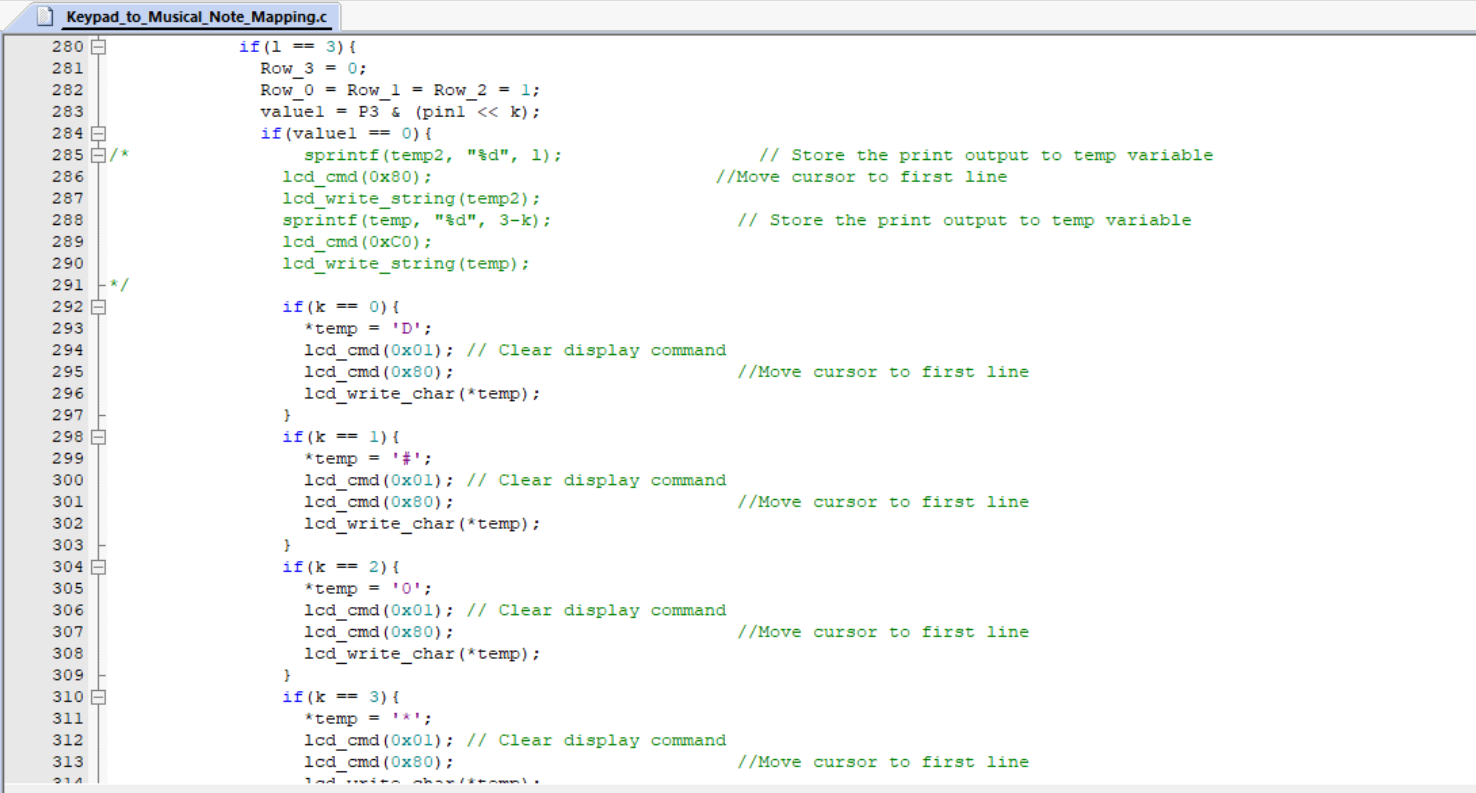 Keypad_to_Musical_Note_Mapping.c
280 if(l == 3){
281 Row_3 = 0;
282 Row_0 = Row_1 = Row_2 = 1;
283 value1 = P3 & (pin1 << k);
284 if(value1 == 0){
285 /* sprintf(temp2, "%d", l); // Store the print output to temp variable
286 lcd_cmd(0x80); //Move cursor to first line
287 lcd_write_string(temp2);
288 sprintf(temp, "%d", 3-k); // Store the print output to temp variable
289 lcd_cmd(0xC0);
290 lcd_write_string(temp);
291 */
292 if(k == 0){
293 *temp = 'D';
294 lcd_cmd(0x01); // Clear display command
295 lcd_cmd(0x80); //Move cursor to first line
296 lcd_write_char(*temp);
297 }
298 if(k == 1){
299 *temp = '#';
300 lcd_cmd(0x01); // Clear display command
301 lcd_cmd(0x80); //Move cursor to first line
302 lcd_write_char(*temp);
303 }
304 if(k == 2){
305 *temp = '0';
306 lcd_cmd(0x01); // Clear display command
307 lcd_cmd(0x80); //Move cursor to first line
308 lcd_write_char(*temp);
309 }
310 if(k == 3){
311 *temp = '*';
312 lcd_cmd(0x01); // Clear display command
313 lcd_cmd(0x80); //Move cursor to first line
314 lcd_write_char(*temp);